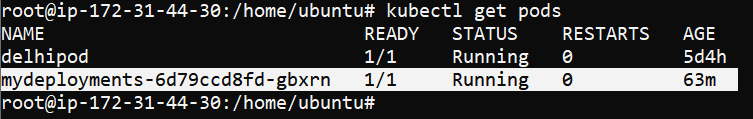 root@ip-172-31-44-30:/home/ubuntu# kubectl get pods
NAME READY STATUS RESTARTS AGE
delhipod 1/1 Running 0 5d4h
mydeployments-6d79ccd8fd-gbxrn 1/1 Running 0 63m
root@ip-172-31-44-30:/home/ubuntu#